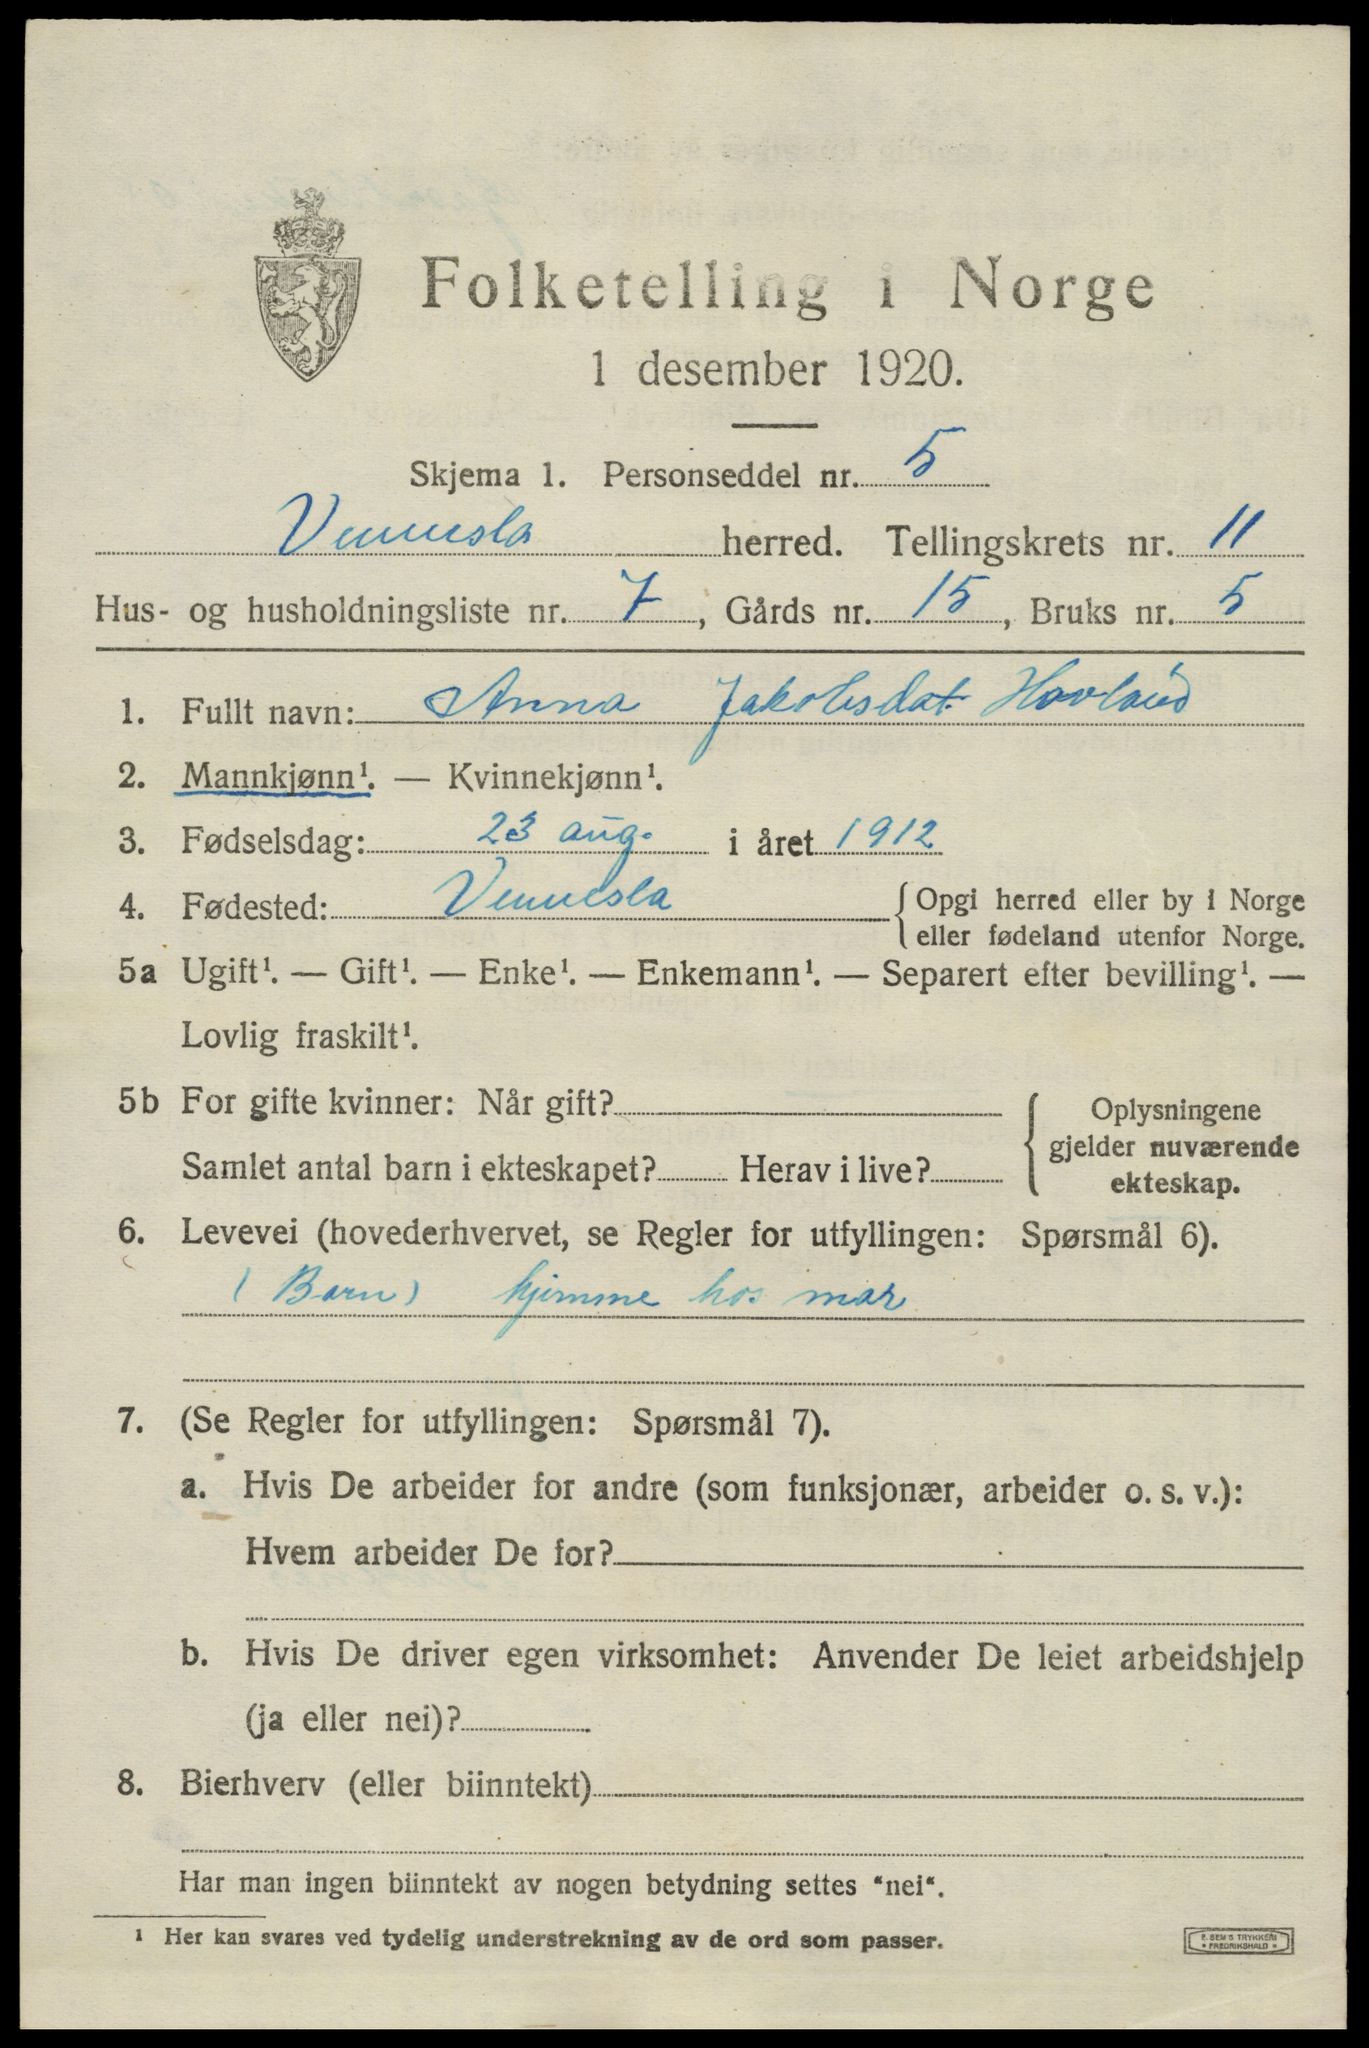 Folketelling i Norge
1 desember 1920.
Skjema 1. Personseddel nr. 5
Vennesla herred. Tellingskrets nr. 11
Hus- og husholdningsliste nr. 7, Gårds nr. 15, Bruks nr. 5
1. Fullt navn: Anna Jakobsdat. Hovland
2. Mannkjønn¹. — Kvinnekjønn¹.
3. Fødselsdag: 23 aug. i året 1912
4. Fødested: Vennesla { Opgi herred eller by i Norge
eller fødeland utenfor Norge.
5a Ugift¹. — Gift¹. — Enke¹. — Enkemann¹. — Separert efter bevilling¹. —
Lovlig fraskilt¹.
5b For gifte kvinner: Når gift?
Samlet antal barn i ekteskapet? Herav i live?
{ Oplysningene
gjelder nuværende
ekteskap.
6. Levevei (hovederhvervet, se Regler for utfyllingen: Spørsmål 6).
(Barn) hjemme hos mor
7. (Se Regler for utfyllingen: Spørsmål 7).
a. Hvis De arbeider for andre (som funksjonær, arbeider o. s. v.):
Hvem arbeider De for?
b. Hvis De driver egen virksomhet: Anvender De leiet arbeidshjelp
(ja eller nei)?
8. Bierhverv (eller biinntekt)
Har man ingen biinntekt av nogen betydning settes "nei".
¹ Her kan svares ved tydelig understrekning av de ord som passer.
E. SEM'S TRYKKERI
* FREDRIKSHALD *